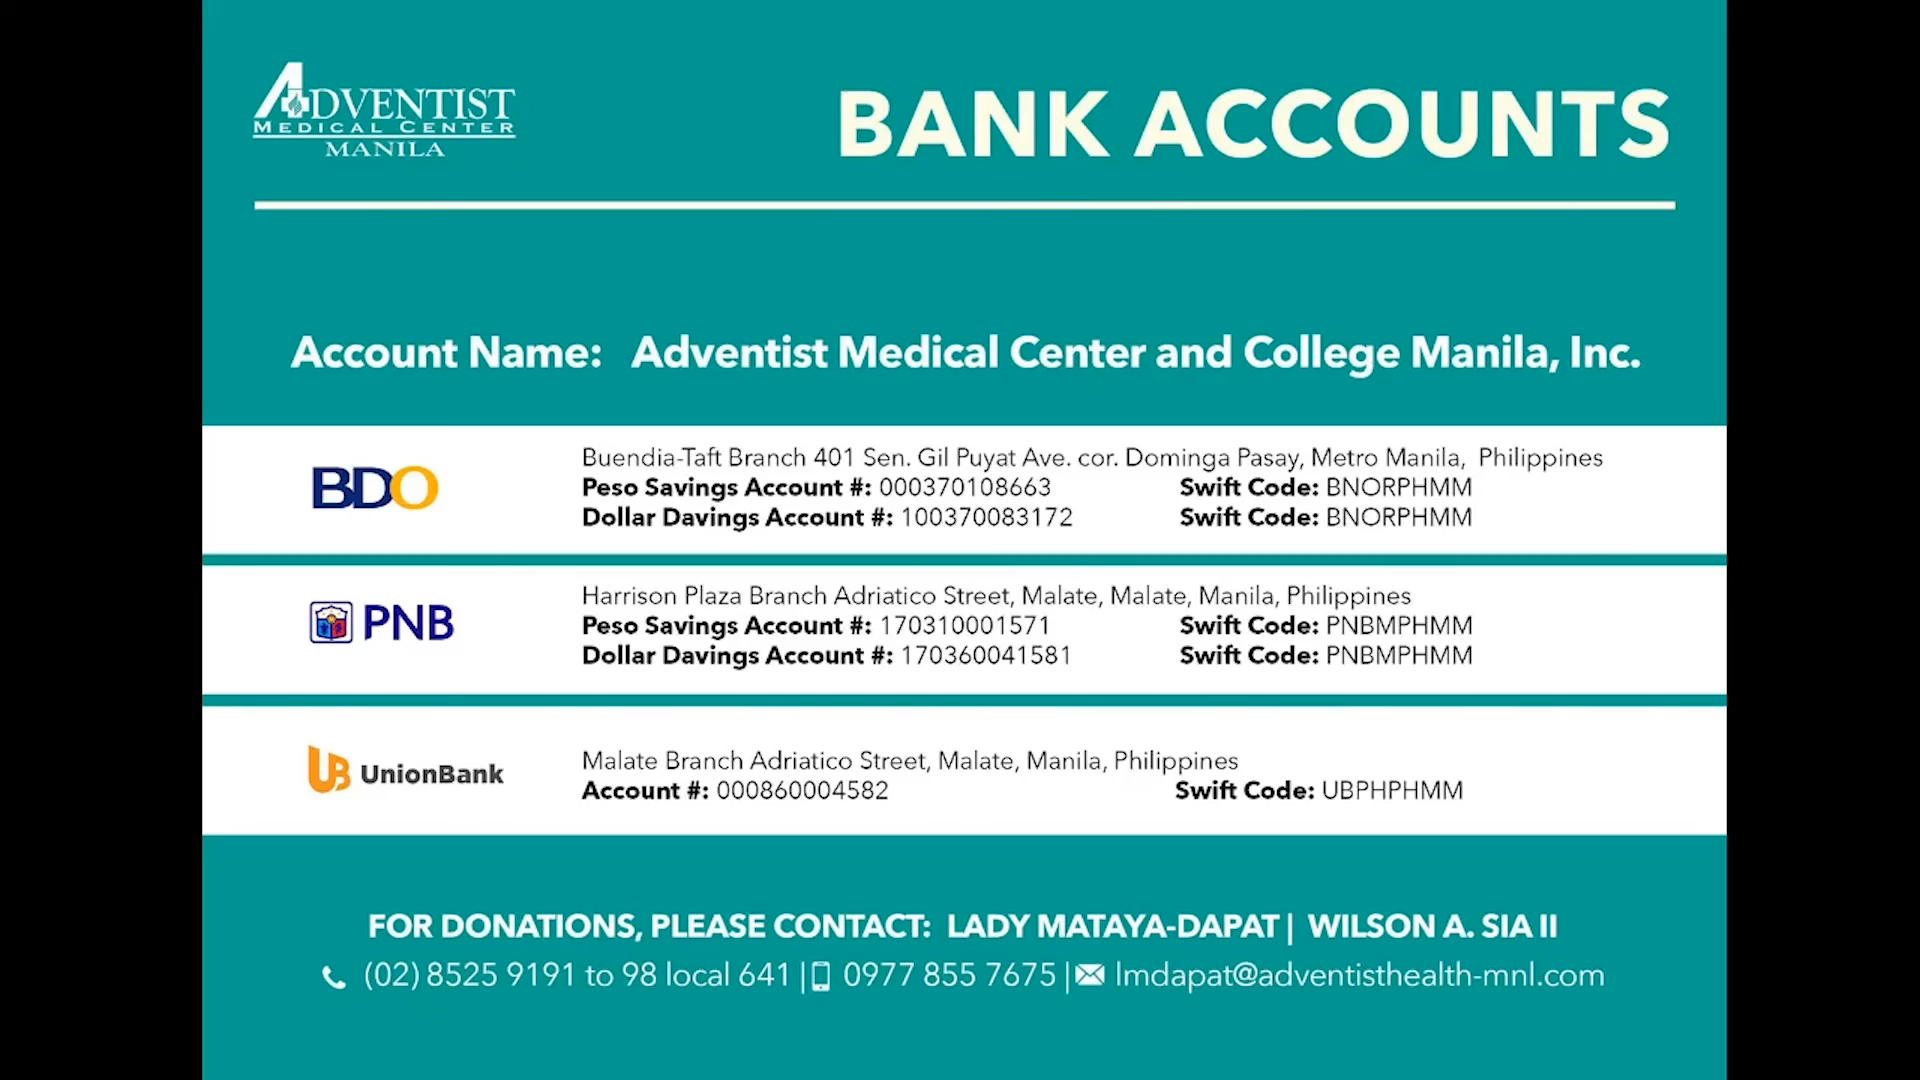 ADVENTIST
MEDICAL CENTER
MANILA
BANK ACCOUNTS
Account Name: Adventist Medical Center and College Manila, Inc.
BDO
Buendia-Taft Branch 401 Sen. Gil Puyat Ave. cor. Dominga Pasay, Metro Manila, Philippines
Peso Savings Account #: 000370108663 Swift Code: BNORPHMM
Dollar Davings Account #: 100370083172 Swift Code: BNORPHMM
PNB
Harrison Plaza Branch Adriatico Street, Malate, Malate, Manila, Philippines
Peso Savings Account #: 170310001571 Swift Code: PNBMPHMM
Dollar Davings Account #: 170360041581 Swift Code: PNBMPHMM
UB UnionBank
Malate Branch Adriatico Street, Malate, Manila, Philippines
Account #: 000860004582 Swift Code: UBPHPHMM
FOR DONATIONS, PLEASE CONTACT: LADY MATAYA-DAPAT | WILSON A. SIA II
(02) 8525 9191 to 98 local 641 | 0977 855 7675 | lmdapat@adventisthealth-mnl.com